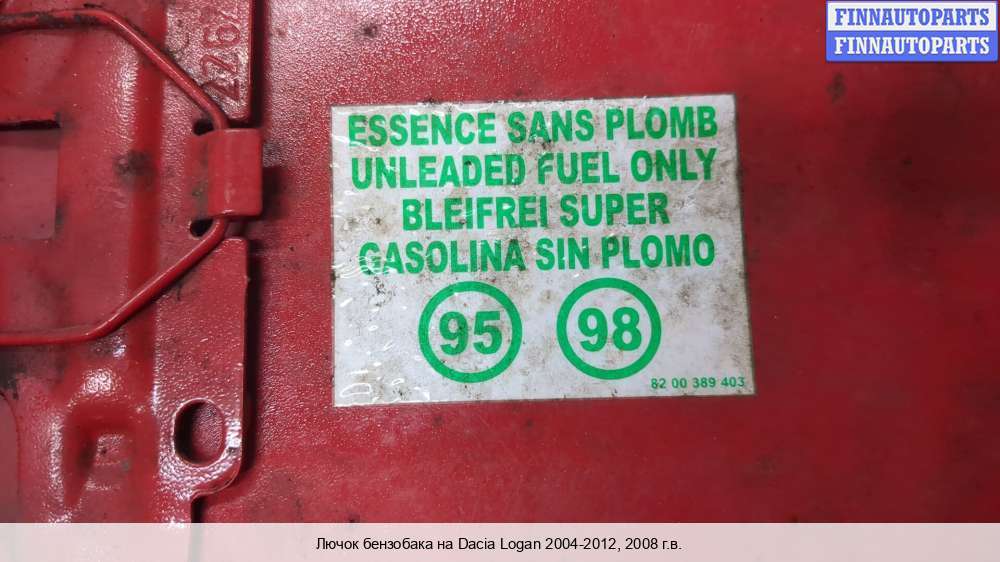 FINNAUTOPARTS
FINNAUTOPARTS
ESSENCE SANS PLOMB
UNLEADED FUEL ONLY
BLEIFREI SUPER
GASOLINA SIN PLOMO
95 98
82 00 389 403
Лючок бензобака на Dacia Logan 2004-2012, 2008 г.в.